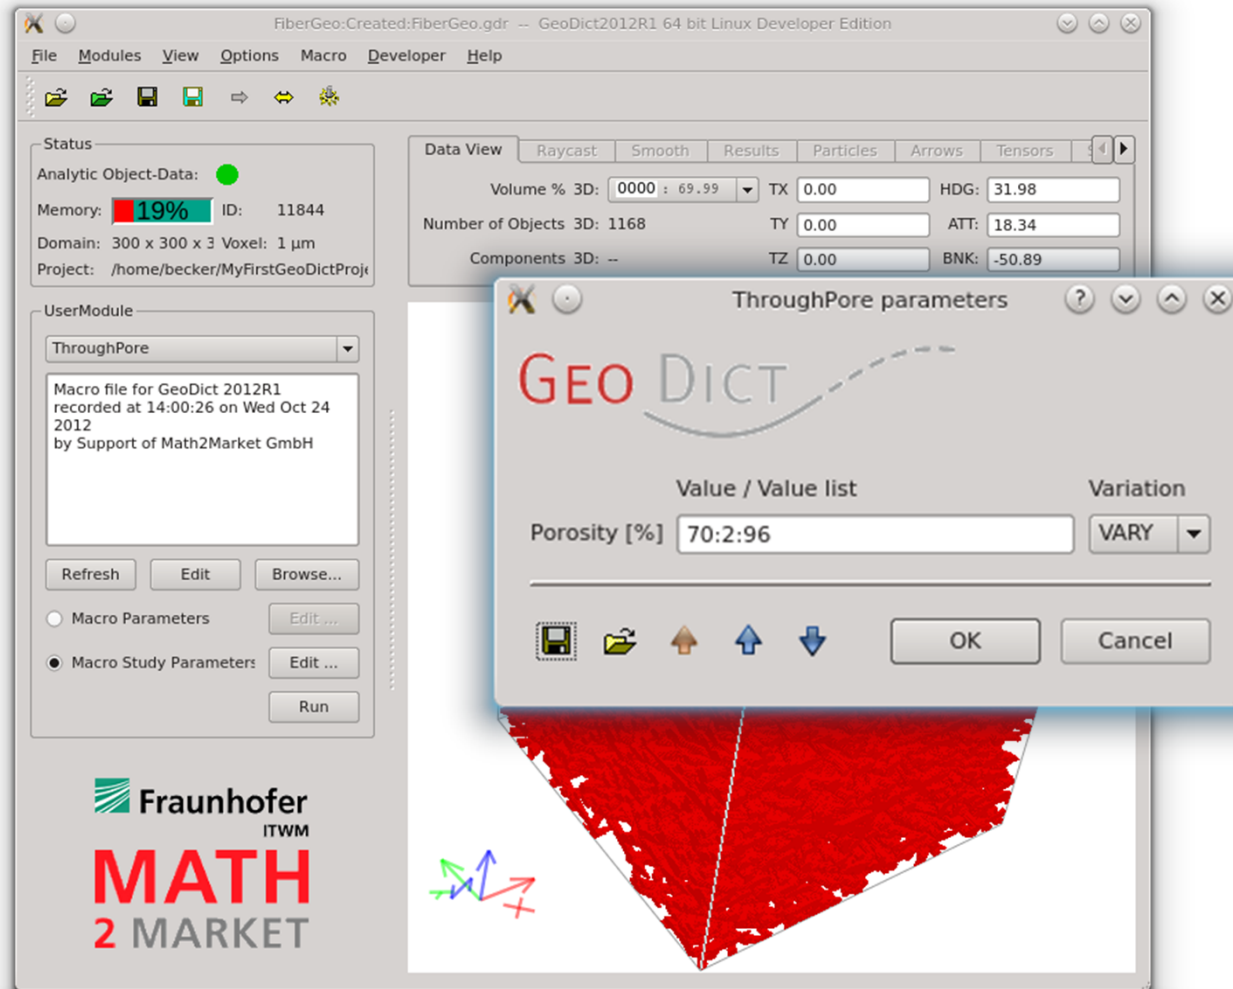 FiberGeo:Created:FiberGeo.gdr -- GeoDict2012R1 64 bit Linux Developer Edition
File Modules View Options Macro Developer Help
Status
Analytic Object-Data:
Memory: 19% ID: 11844
Domain: 300 x 300 x 3 Voxel: 1 µm
Project: /home/becker/MyFirstGeoDictProje
UserModule
ThroughPore
Macro file for GeoDict 2012R1
recorded at 14:00:26 on Wed Oct 24
2012
by Support of Math2Market GmbH
Refresh Edit Browse...
Macro Parameters Edit ...
Macro Study Parameters Edit ...
Run
Fraunhofer
ITWM
MATH
2 MARKET
Data View Raycast Smooth Results Particles Arrows Tensors
Volume % 3D: 0000 : 69.99 TX 0.00 HDG: 31.98
Number of Objects 3D: 1168 TY 0.00 ATT: 18.34
Components 3D: -- TZ 0.00 BNK: -50.89
ThroughPore parameters
GEO DICT
Value / Value list Variation
Porosity [%] 70:2:96 VARY
OK Cancel